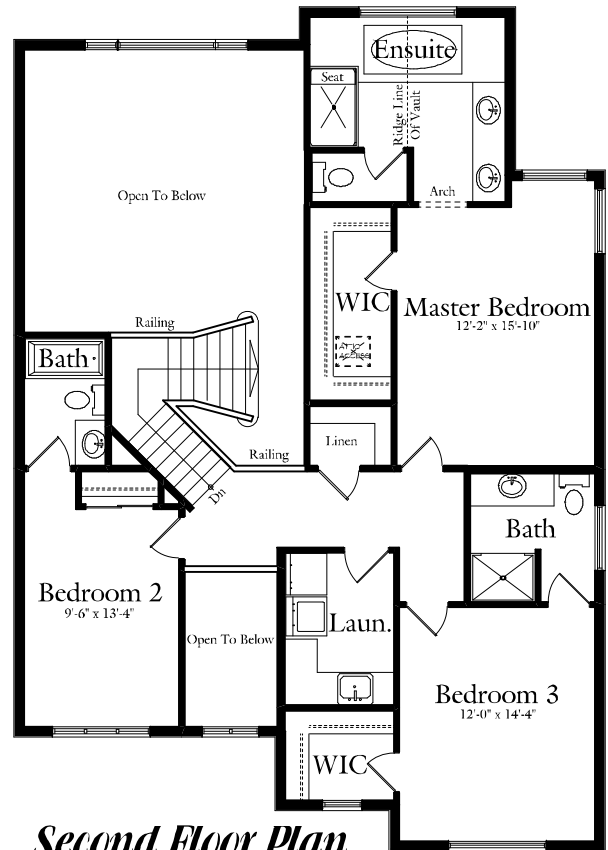 Ensuite
Seat
Ridge Line
Of Vault
Open To Below
Arch
WIC
Master Bedroom
12'-2" x 15'-10"
Attic
Access
Railing
Bath
Linen
Railing
Dn
Bath
Bedroom 2
9'-6" x 13'-4"
Open To Below
Laun.
Bedroom 3
12'-0" x 14'-4"
WIC
Second Floor Plan